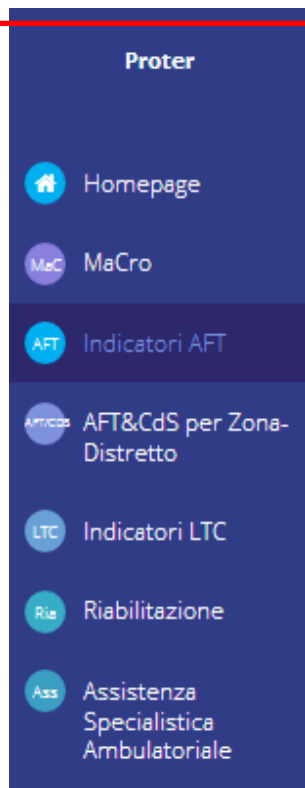 Proter
Homepage
MaC MaCro
AFT Indicatori AFT
AFT/CDS AFT&CdS per Zona-
Distretto
LTC Indicatori LTC
Ria Riabilitazione
Ass Assistenza
Specialistica
Ambulatoriale